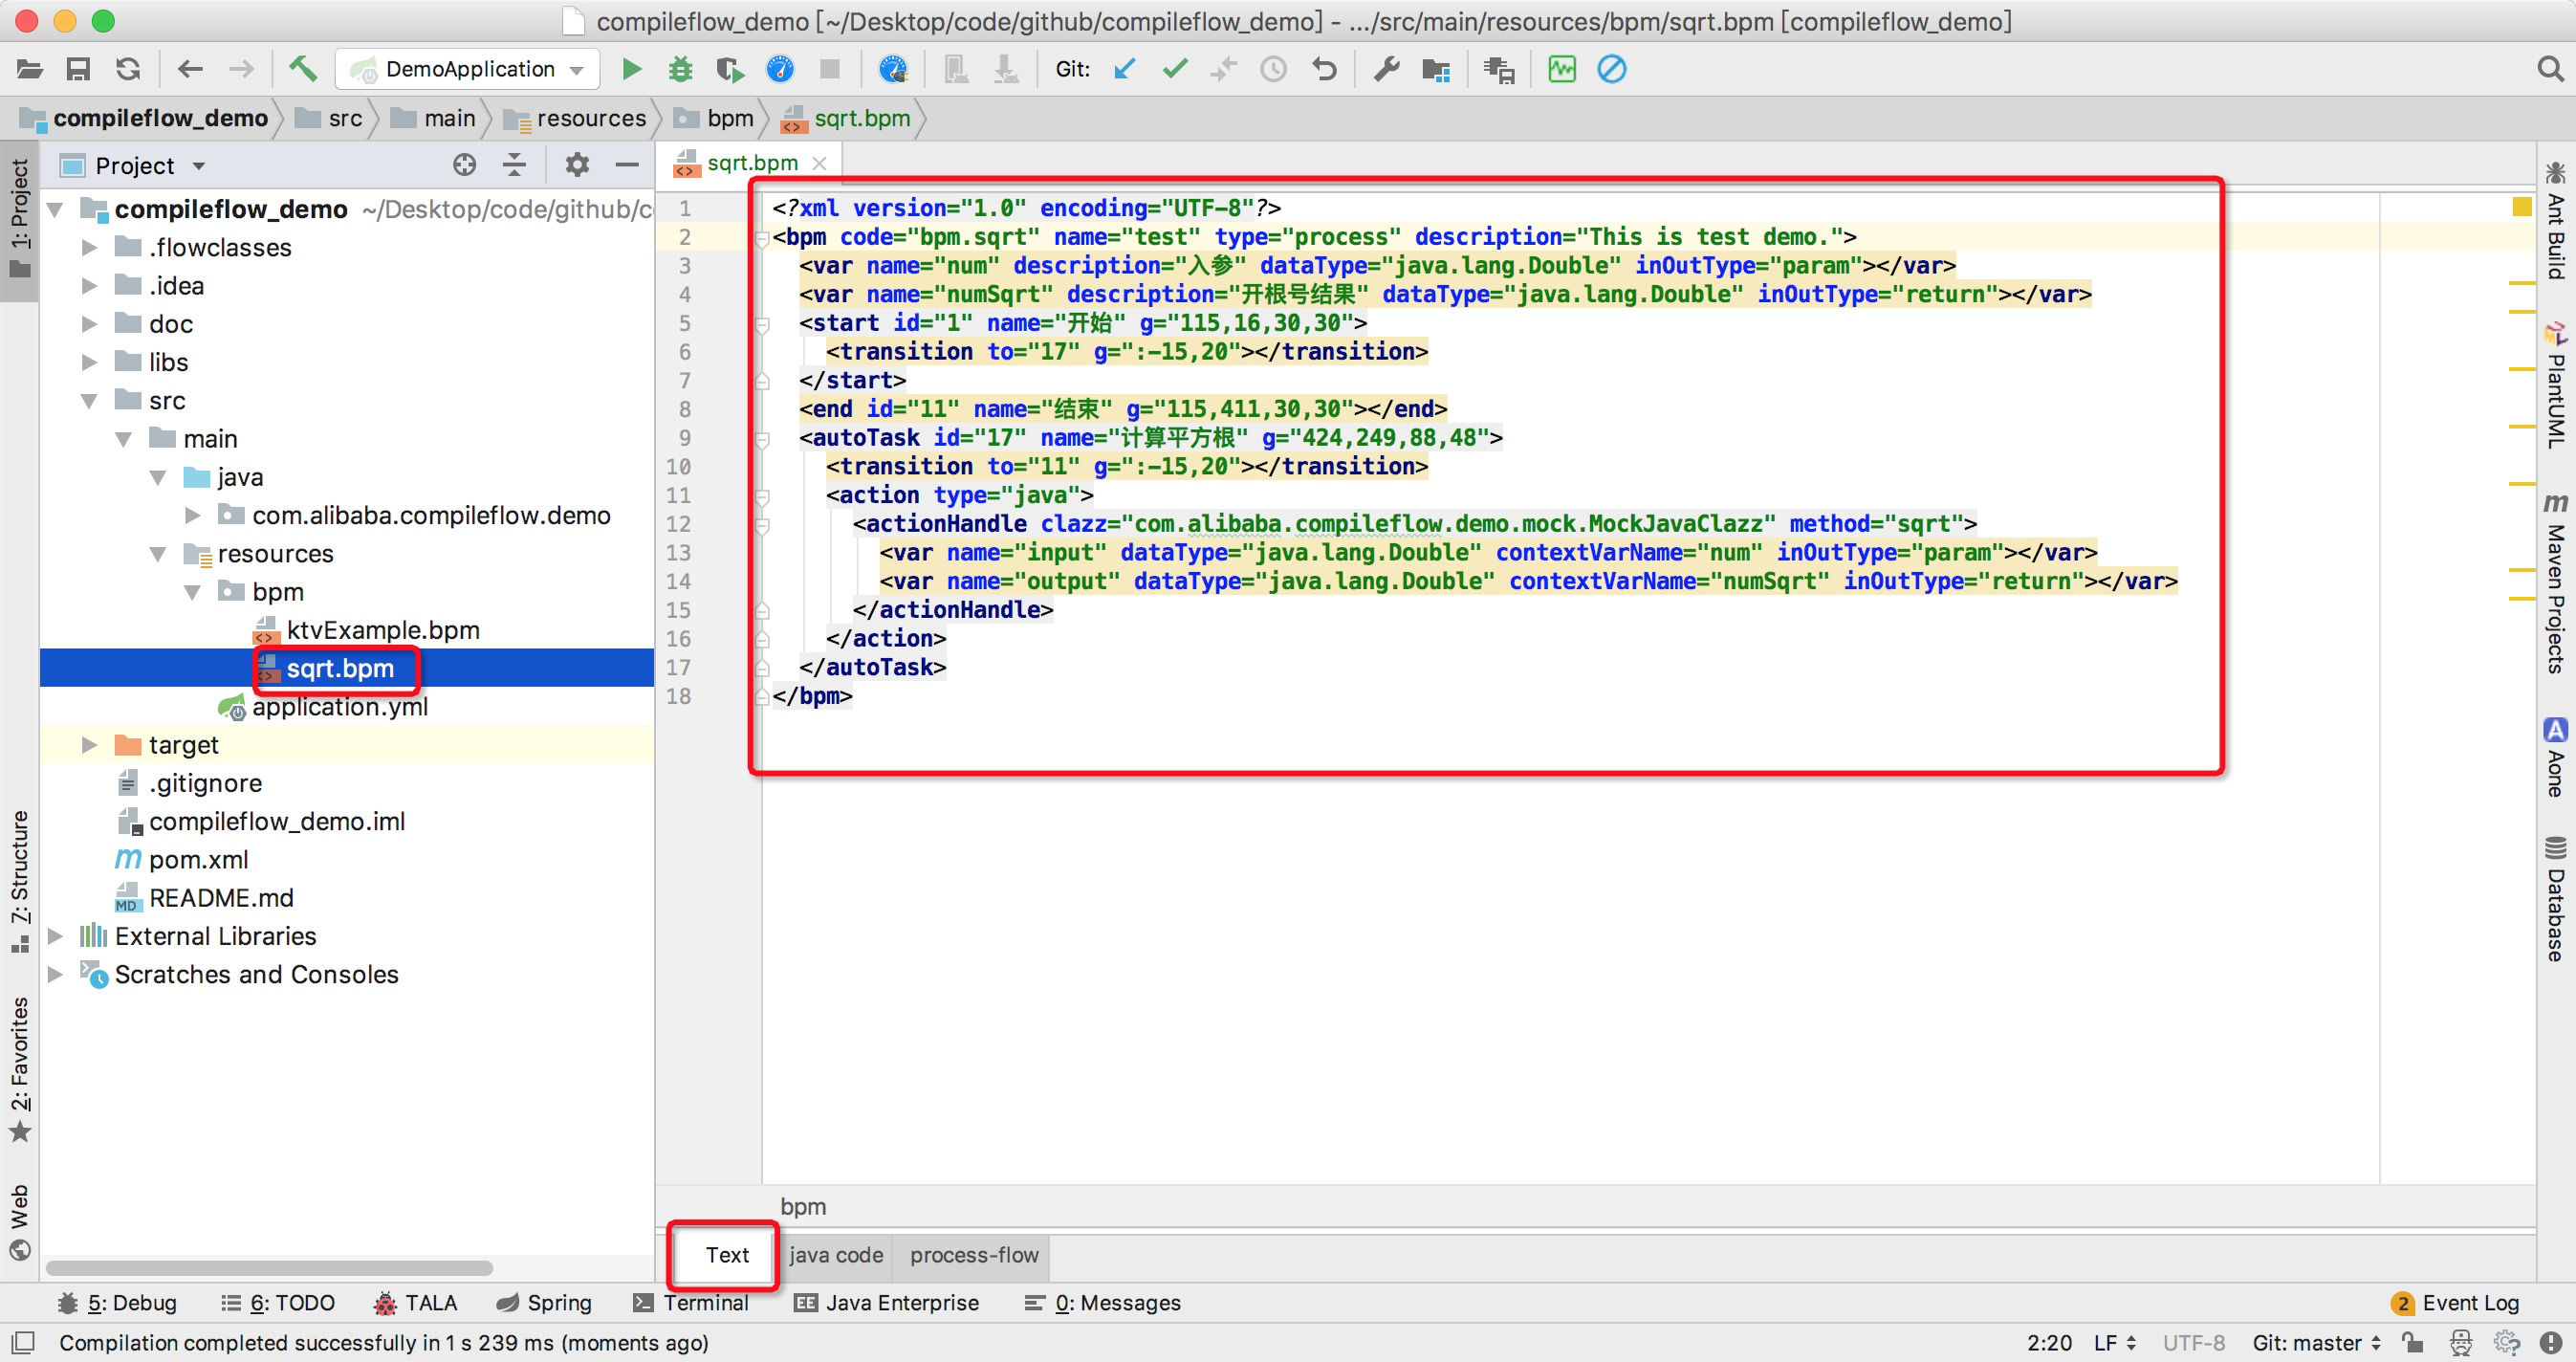 compileflow_demo [~/Desktop/code/github/compileflow_demo] - .../src/main/resources/bpm/sqrt.bpm [compileflow_demo]
DemoApplication
Git:
compileflow_demo
src
main
resources
bpm
sqrt.bpm
1: Project
7: Structure
2: Favorites
Web
Project
compileflow_demo ~/Desktop/code/github/c
.flowclasses
.idea
doc
libs
src
main
java
com.alibaba.compileflow.demo
resources
bpm
ktvExample.bpm
sqrt.bpm
application.yml
target
.gitignore
compileflow_demo.iml
m pom.xml
MD README.md
External Libraries
Scratches and Consoles
sqrt.bpm
1 <?xml version="1.0" encoding="UTF-8"?>
2 <bpm code="bpm.sqrt" name="test" type="process" description="This is test demo.">
3 <var name="num" description="入参" dataType="java.lang.Double" inOutType="param"></var>
4 <var name="numSqrt" description="开根号结果" dataType="java.lang.Double" inOutType="return"></var>
5 <start id="1" name="开始" g="115,16,30,30">
6 <transition to="17" g=":-15,20"></transition>
7 </start>
8 <end id="11" name="结束" g="115,411,30,30"></end>
9 <autoTask id="17" name="计算平方根" g="424,249,88,48">
10 <transition to="11" g=":-15,20"></transition>
11 <action type="java">
12 <actionHandle clazz="com.alibaba.compileflow.demo.mock.MockJavaClazz" method="sqrt">
13 <var name="input" dataType="java.lang.Double" contextVarName="num" inOutType="param"></var>
14 <var name="output" dataType="java.lang.Double" contextVarName="numSqrt" inOutType="return"></var>
15 </actionHandle>
16 </action>
17 </autoTask>
18 </bpm>
bpm
Text
java code
process-flow
Ant Build
PlantUML
m Maven Projects
A Aone
Database
5: Debug
6: TODO
TALA
Spring
Terminal
EE Java Enterprise
0: Messages
2 Event Log
Compilation completed successfully in 1 s 239 ms (moments ago)
2:20
LF
UTF-8
Git: master